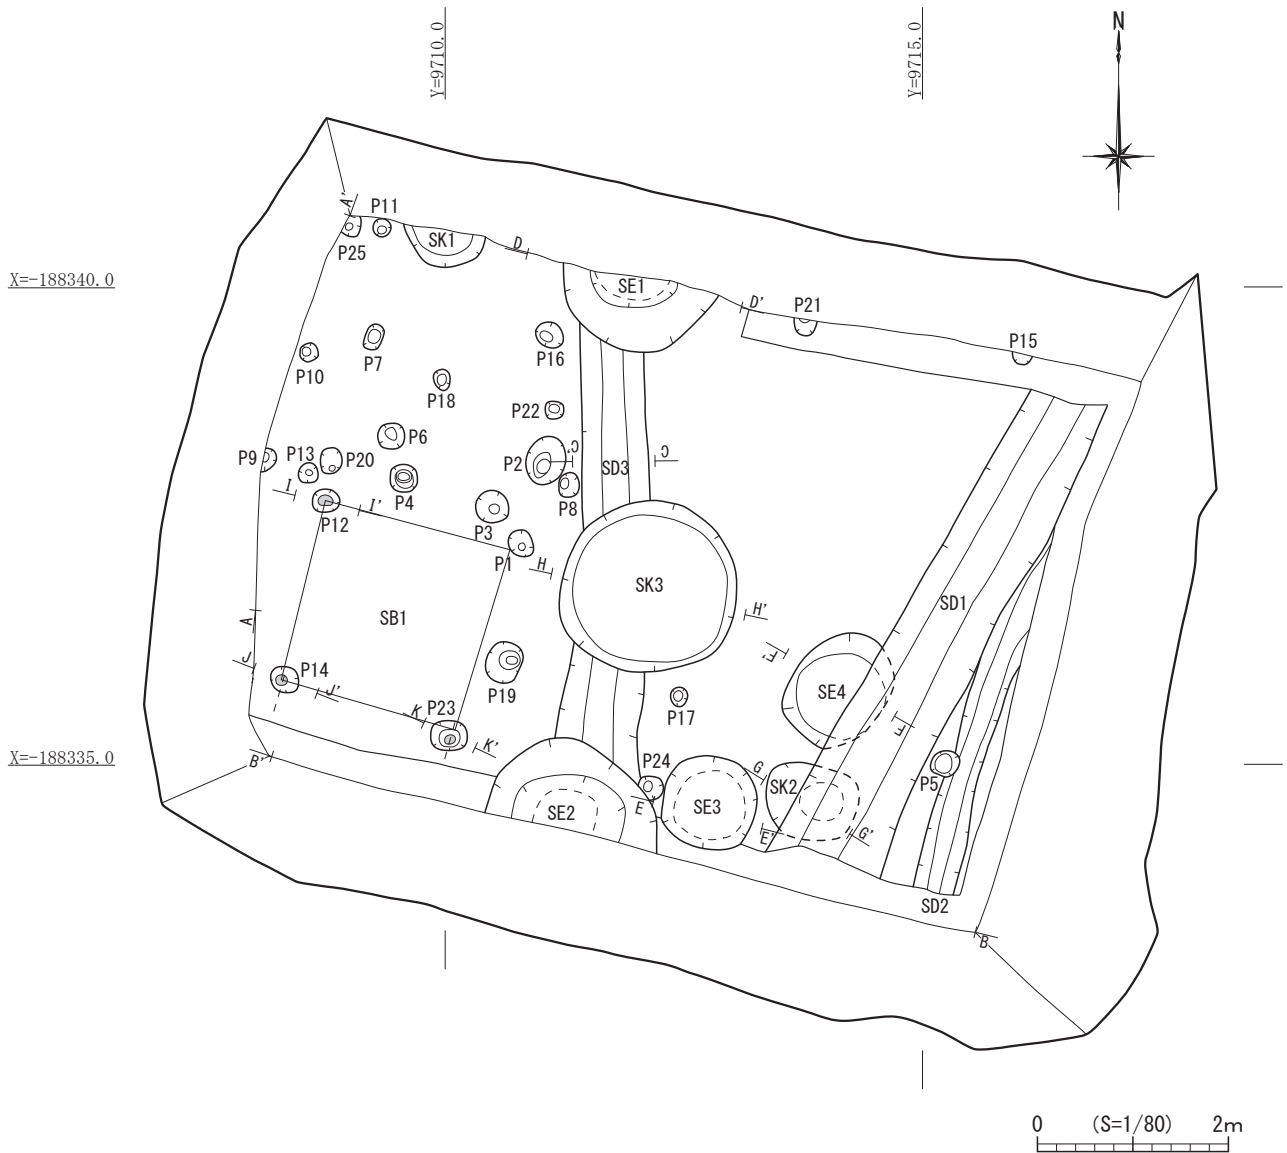 Y=9710.0
Y=9715.0
N
X=-188340.0
X=-188335.0
A'
P11
P25
SK1
D
SE1
D'
P21
P15
P10
P7
P16
P18
P22
P6
P9
P13
P20
P2
C'
SD3
C
I
P4
P8
P12
I'
P3
P1
H
SK3
H'
SD1
SB1
A
J
P14
J'
P19
K
P23
K'
P17
F'
SE4
F
B'
P24
G
SK2
P5
SE2
E
SE3
E'
G'
SD2
B
0 (S=1/80) 2m